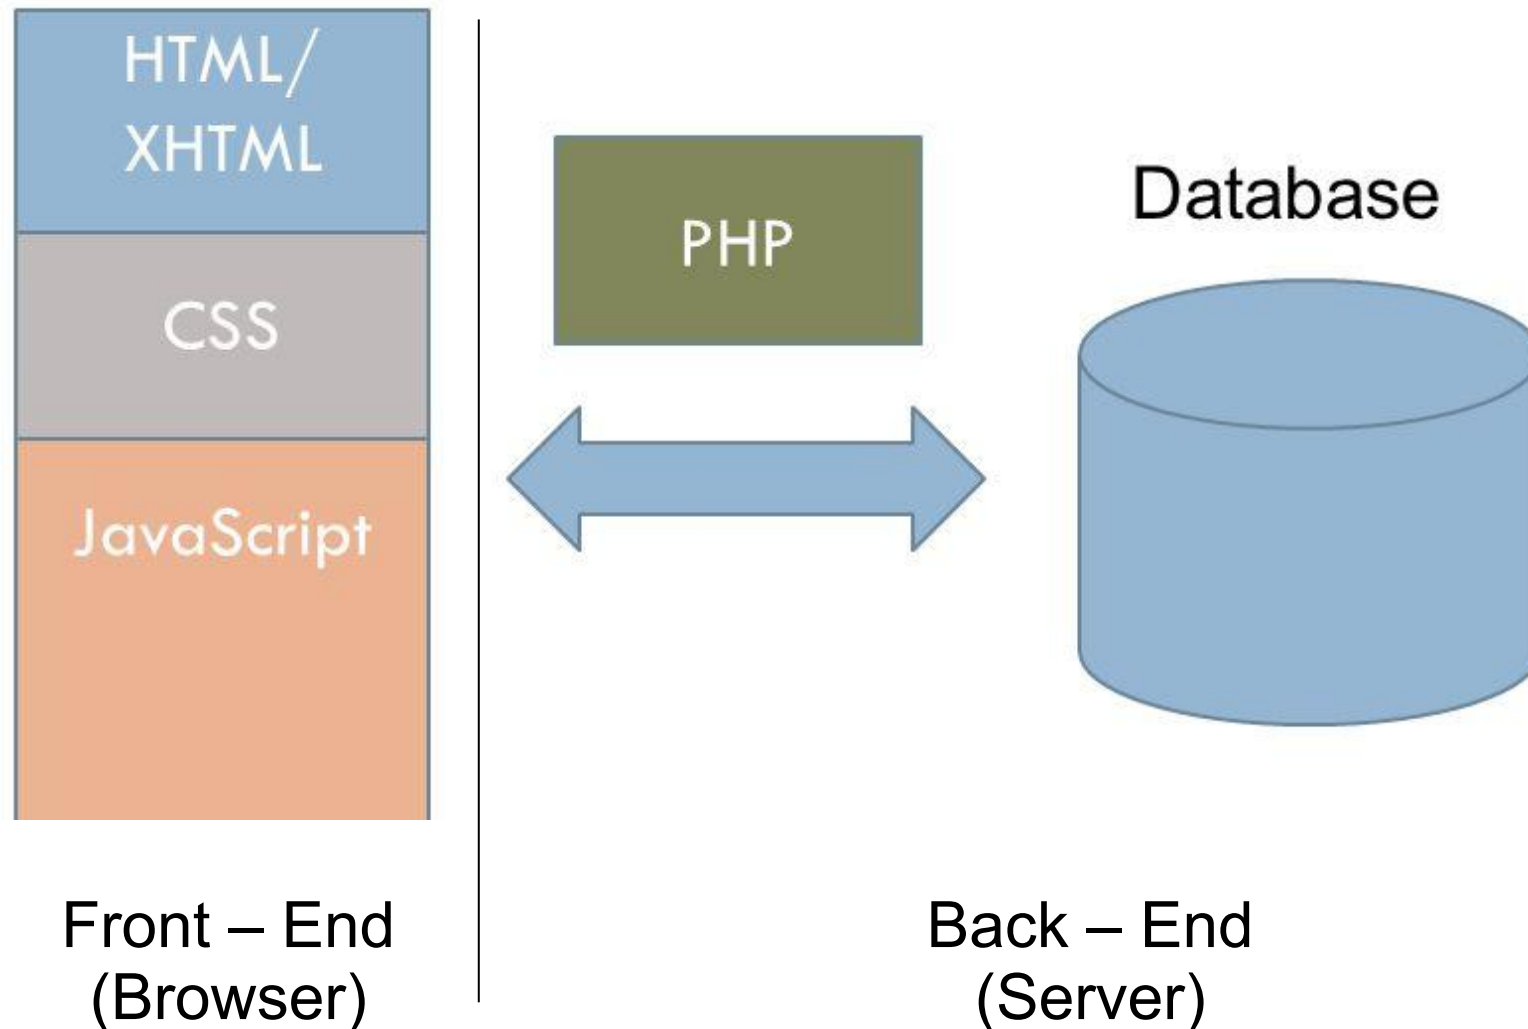 HTML/
XHTML
CSS
JavaScript
PHP
Database
Front – End
(Browser)
Back – End
(Server)